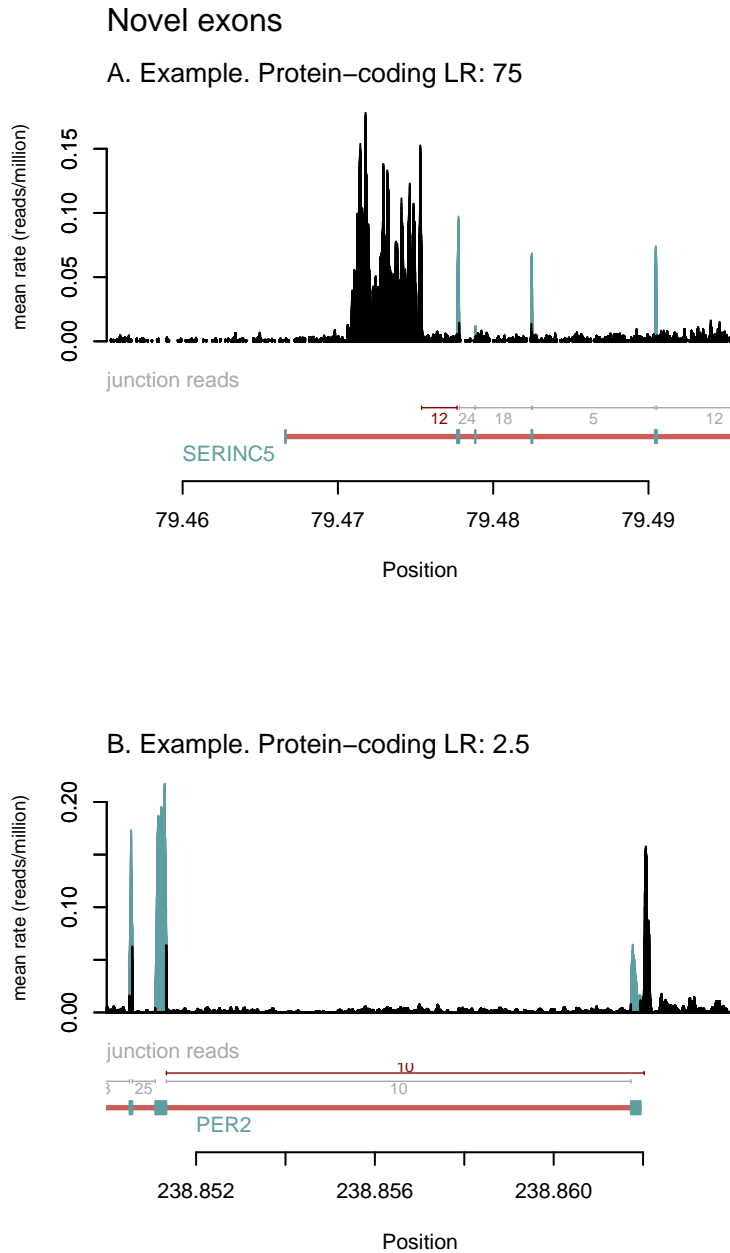 Novel exons
A. Example. Protein−coding LR: 75
mean rate (reads/million)
0.15
0.10
0.05
0.00
junction reads
12 24 18 5 12
SERINC5
79.46 79.47 79.48 79.49
Position
B. Example. Protein−coding LR: 2.5
mean rate (reads/million)
0.20
0.10
0.00
junction reads
10
25 10
PER2
238.852 238.856 238.860
Position